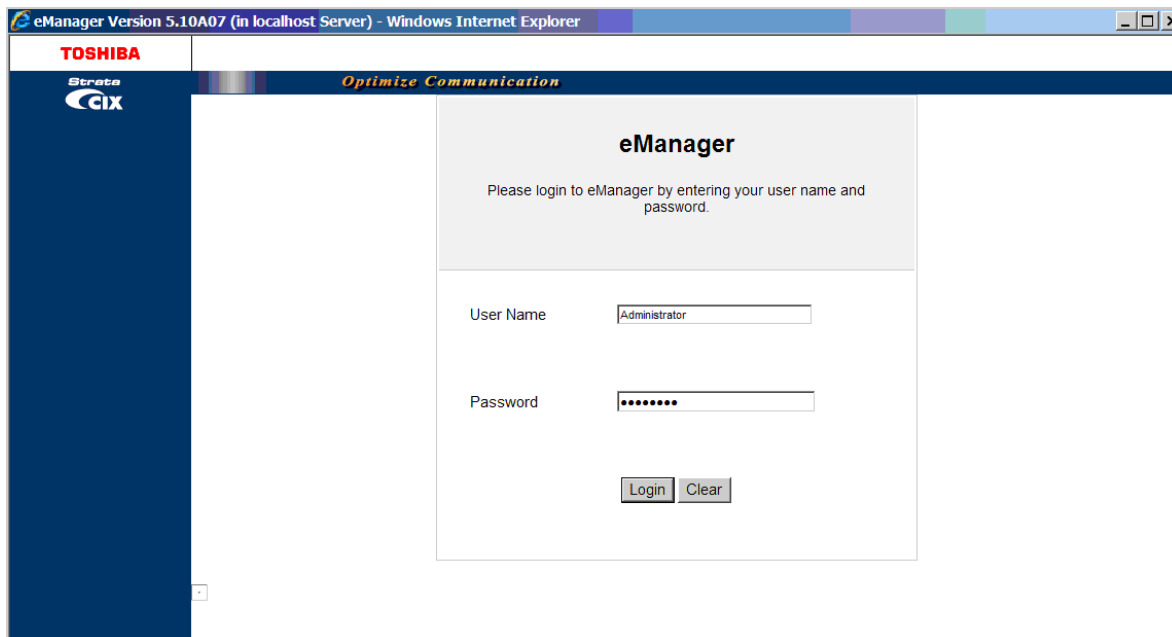 eManager Version 5.10A07 (in localhost Server) - Windows Internet Explorer
TOSHIBA
Strata
CIX
Optimize Communication
eManager
Please login to eManager by entering your user name and
password.
User Name
Administrator
Password
••••••••
Login
Clear